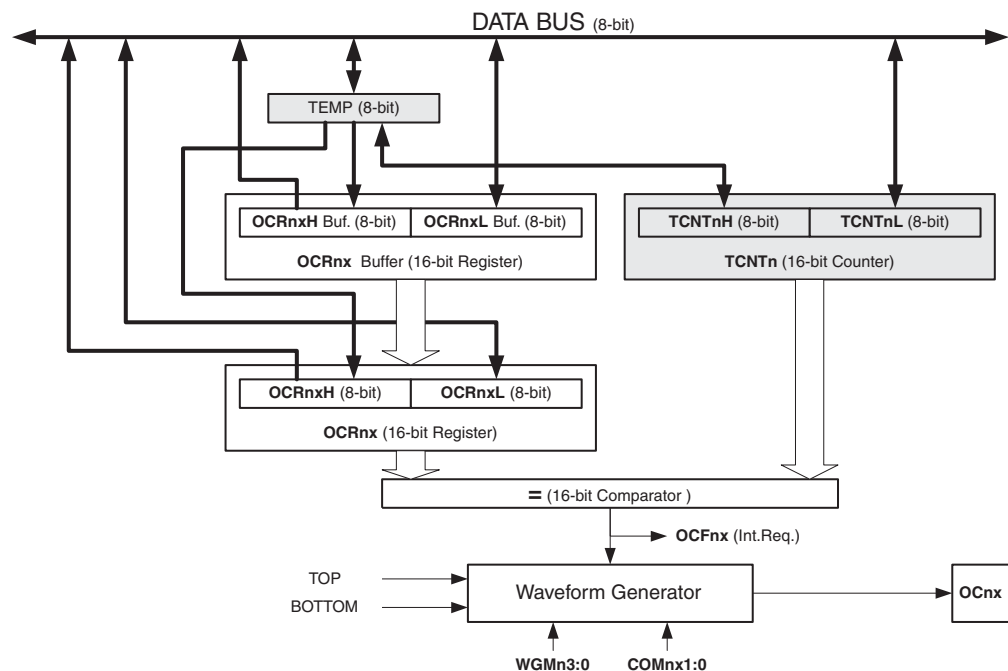 DATA BUS (8-bit)
TEMP (8-bit)
OCRnxH Buf. (8-bit) OCRnxL Buf. (8-bit)
OCRnx Buffer (16-bit Register)
TCNTnH (8-bit) TCNTnL (8-bit)
TCNTn (16-bit Counter)
OCRnxH (8-bit) OCRnxL (8-bit)
OCRnx (16-bit Register)
= (16-bit Comparator )
OCFnx (Int.Req.)
TOP
BOTTOM
Waveform Generator
OCnx
WGMn3:0 COMnx1:0